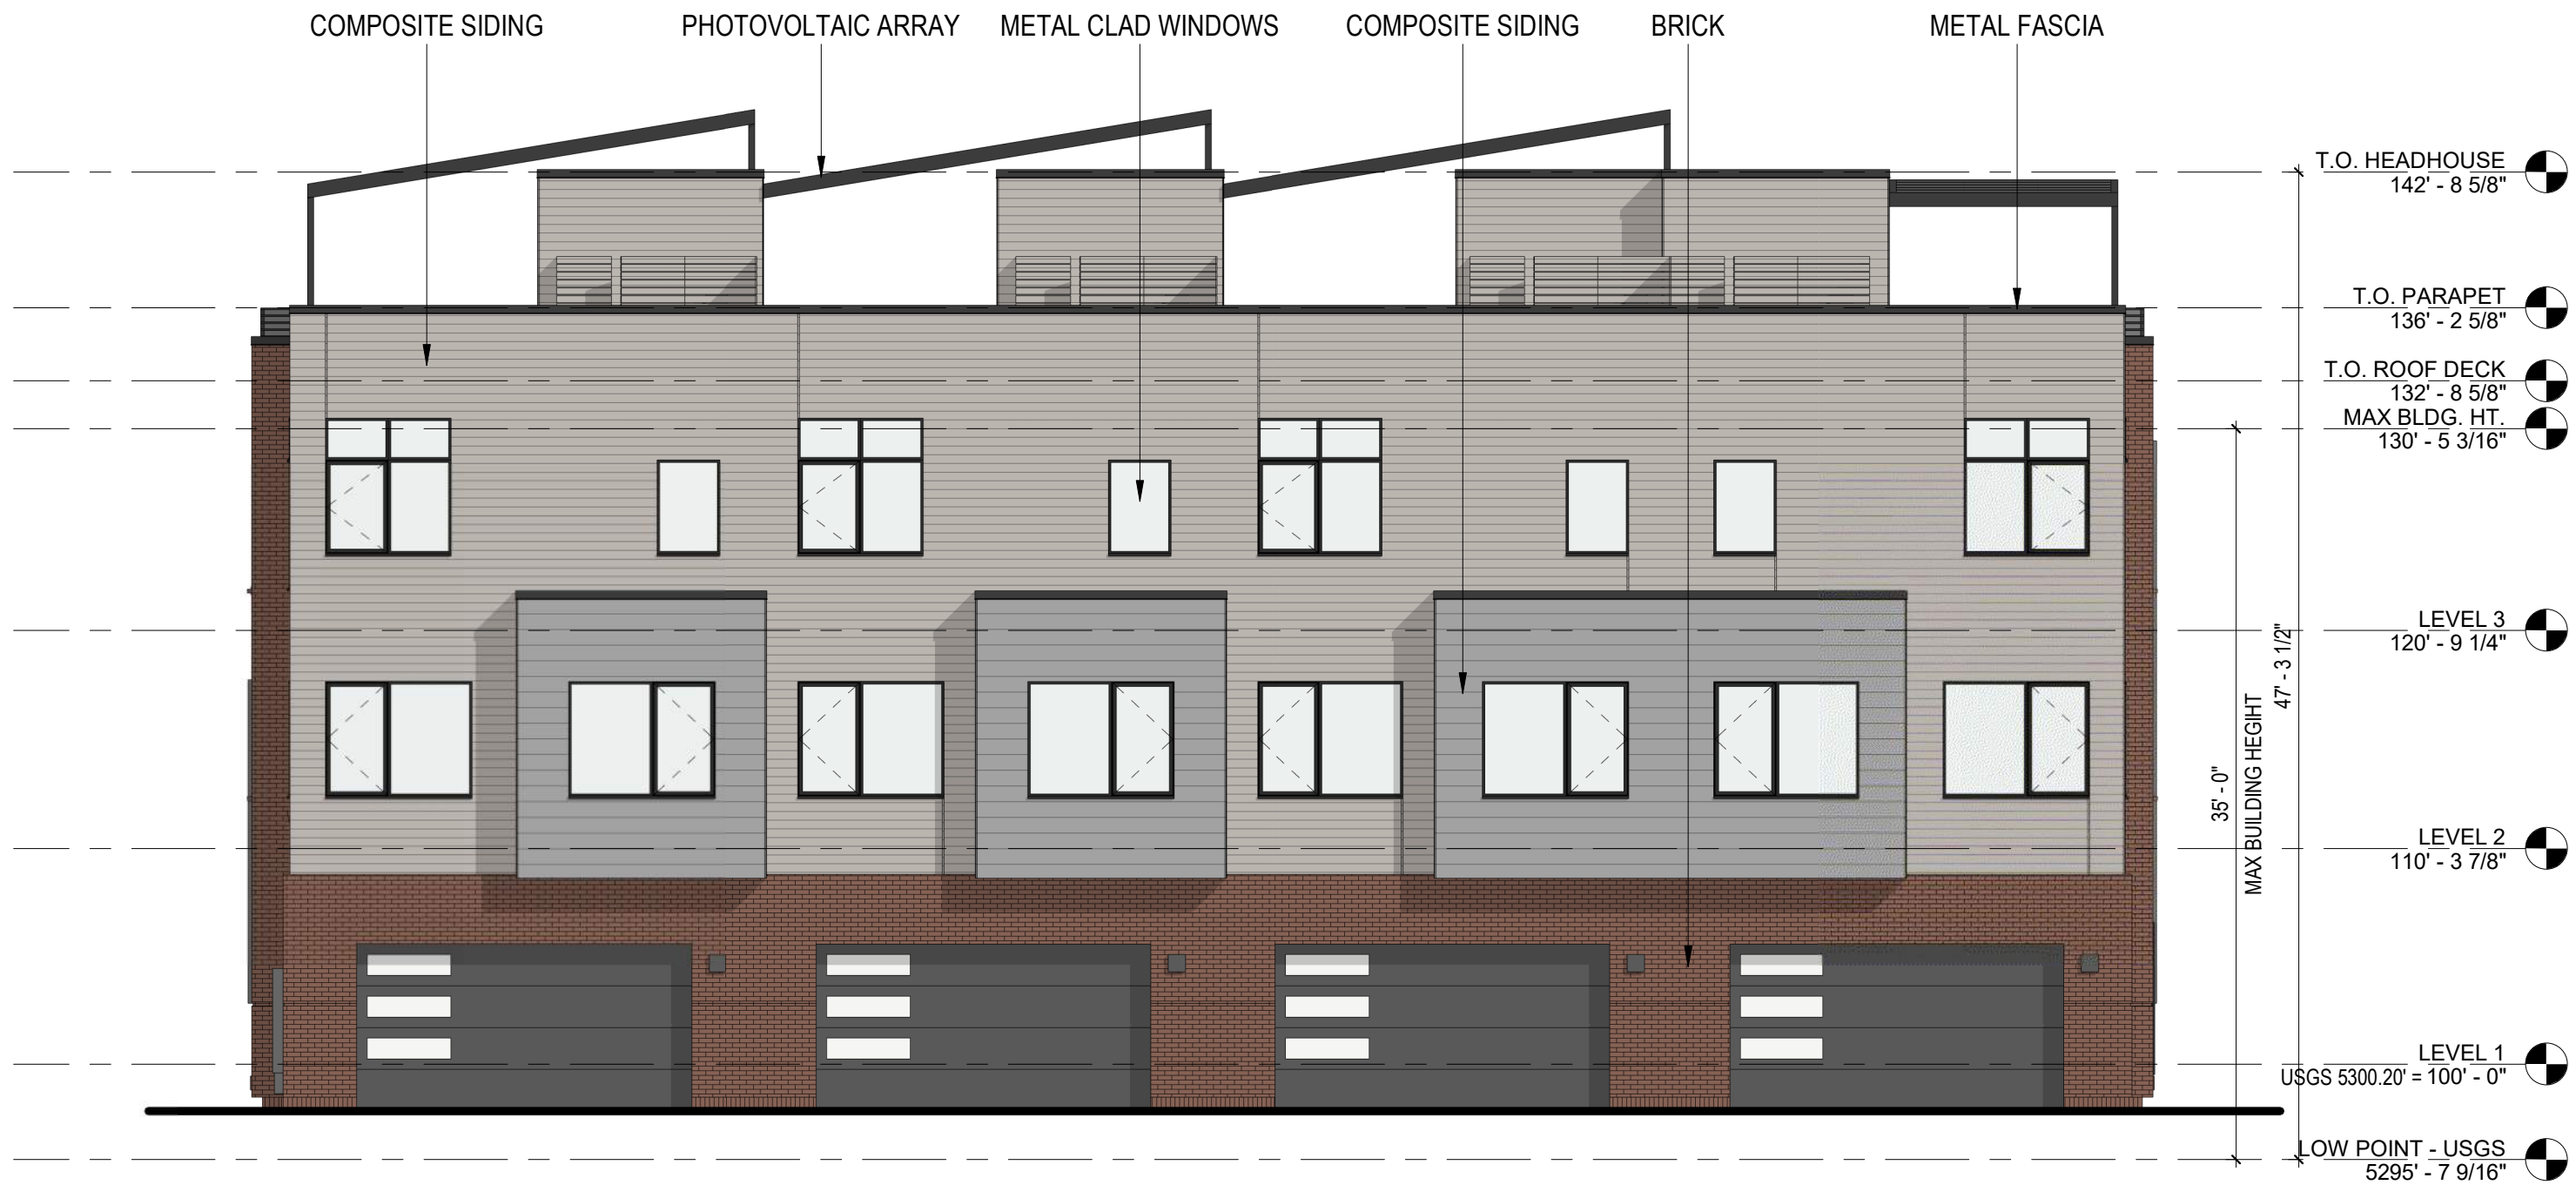 COMPOSITE SIDING
PHOTOVOLTAIC ARRAY
METAL CLAD WINDOWS
COMPOSITE SIDING
BRICK
METAL FASCIA
T.O. HEADHOUSE
142' - 8 5/8"
T.O. PARAPET
136' - 2 5/8"
T.O. ROOF DECK
132' - 8 5/8"
MAX BLDG. HT.
130' - 5 3/16"
LEVEL 3
120' - 9 1/4"
47' - 3 1/2"
35' - 0"
MAX BUILDING HEGIHT
LEVEL 2
110' - 3 7/8"
LEVEL 1
USGS 5300.20' = 100' - 0"
LOW POINT - USGS
5295' - 7 9/16"